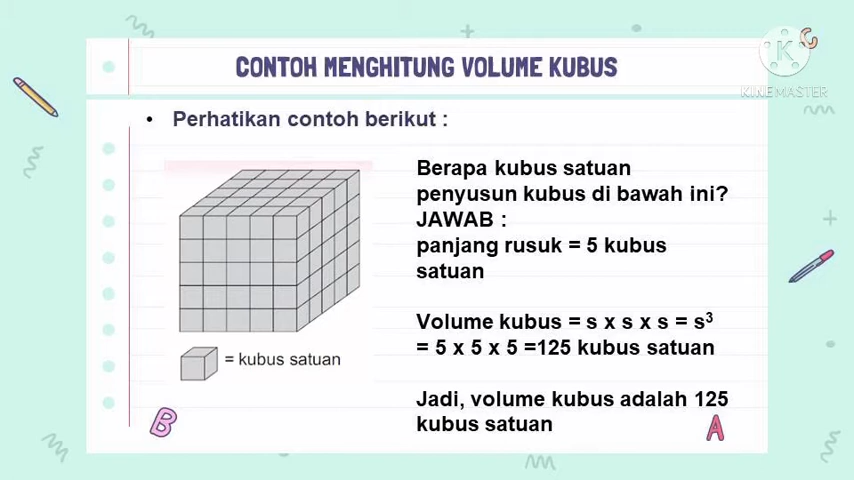 CONTOH MENGHITUNG VOLUME KUBUS
K
KINEMASTER
• Perhatikan contoh berikut :
Berapa kubus satuan
penyusun kubus di bawah ini?
JAWAB :
panjang rusuk = 5 kubus
satuan
Volume kubus = s x s x s = s³
= 5 x 5 x 5 =125 kubus satuan
= kubus satuan
Jadi, volume kubus adalah 125
kubus satuan
B
A